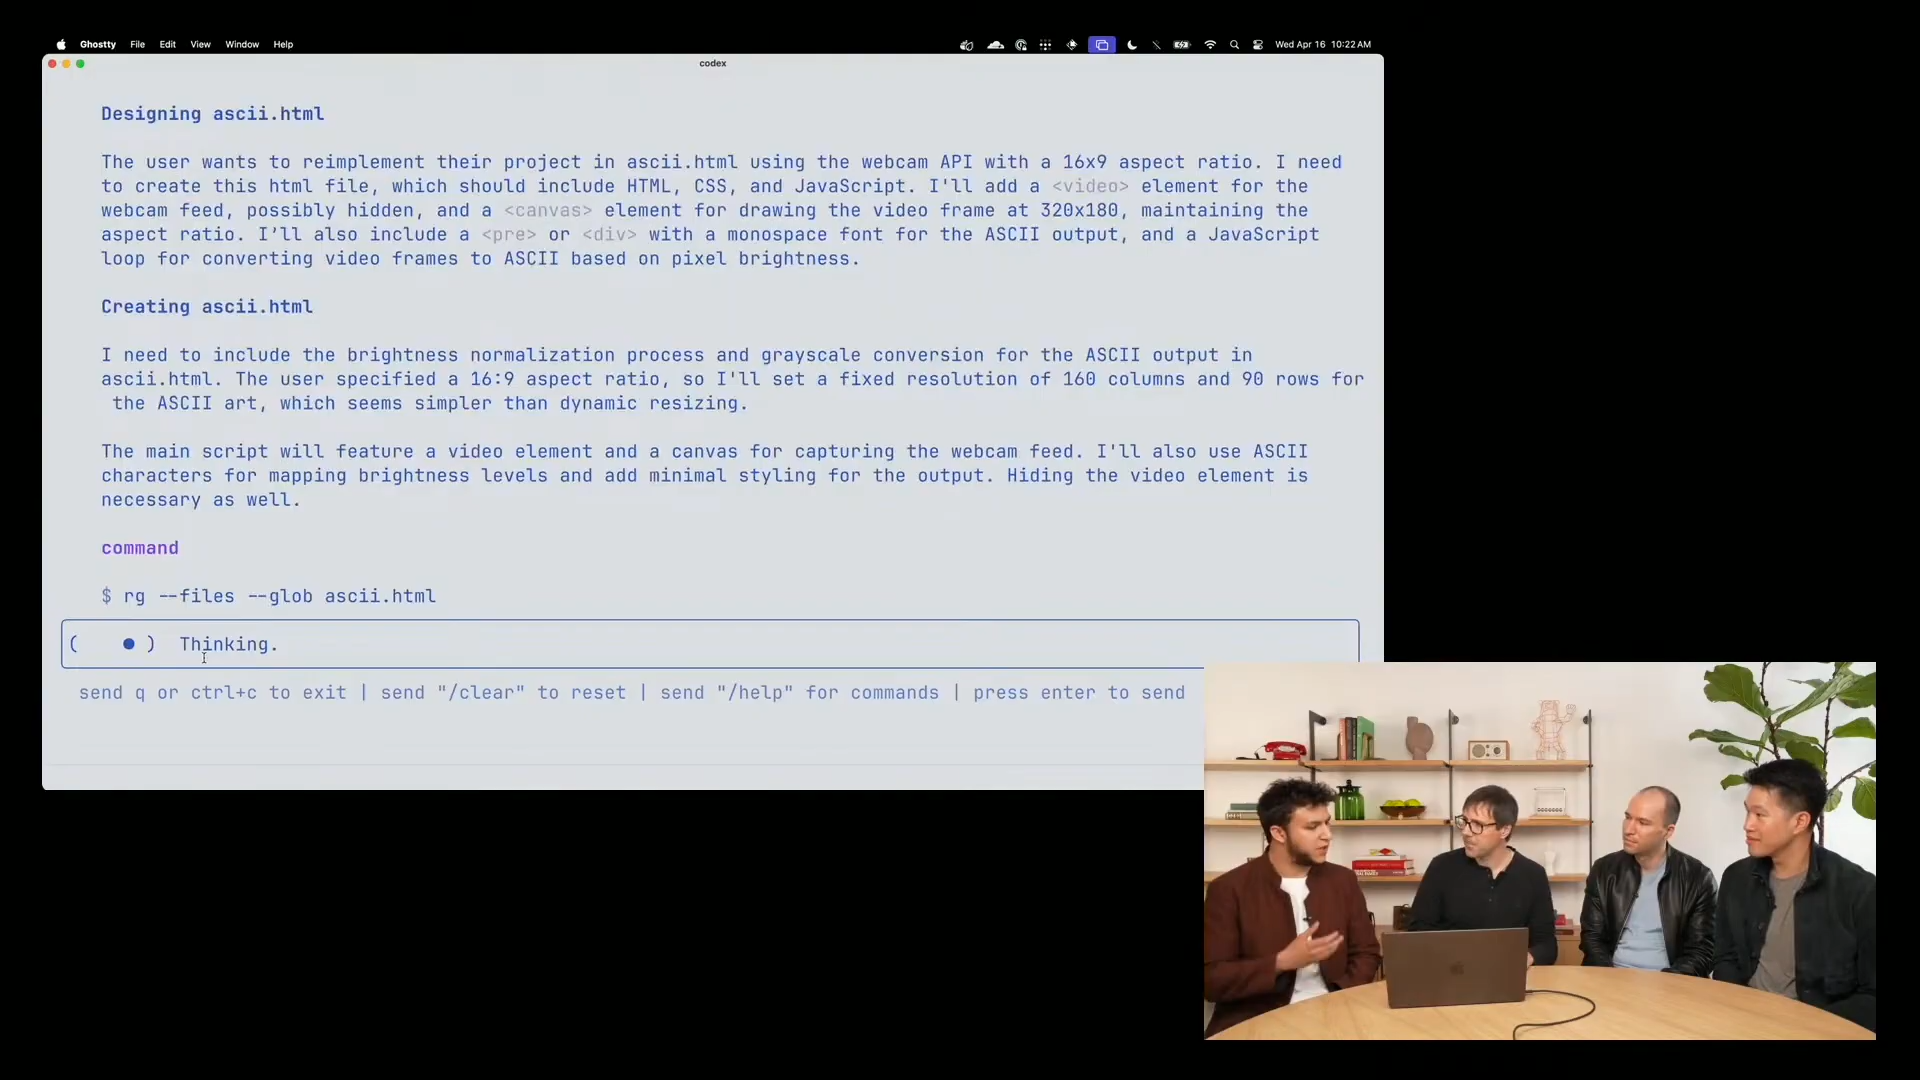 Ghostty File Edit View Window Help Wed Apr 16 10:22 AM
codex
Designing ascii.html
The user wants to reimplement their project in ascii.html using the webcam API with a 16x9 aspect ratio. I need
to create this html file, which should include HTML, CSS, and JavaScript. I'll add a <video> element for the
webcam feed, possibly hidden, and a <canvas> element for drawing the video frame at 320x180, maintaining the
aspect ratio. I’ll also include a <pre> or <div> with a monospace font for the ASCII output, and a JavaScript
loop for converting video frames to ASCII based on pixel brightness.
Creating ascii.html
I need to include the brightness normalization process and grayscale conversion for the ASCII output in
ascii.html. The user specified a 16:9 aspect ratio, so I'll set a fixed resolution of 160 columns and 90 rows for
the ASCII art, which seems simpler than dynamic resizing.
The main script will feature a video element and a canvas for capturing the webcam feed. I'll also use ASCII
characters for mapping brightness levels and add minimal styling for the output. Hiding the video element is
necessary as well.
command
$ rg --files --glob ascii.html
( ● ) Thinking.
send q or ctrl+c to exit | send "/clear" to reset | send "/help" for commands | press enter to send